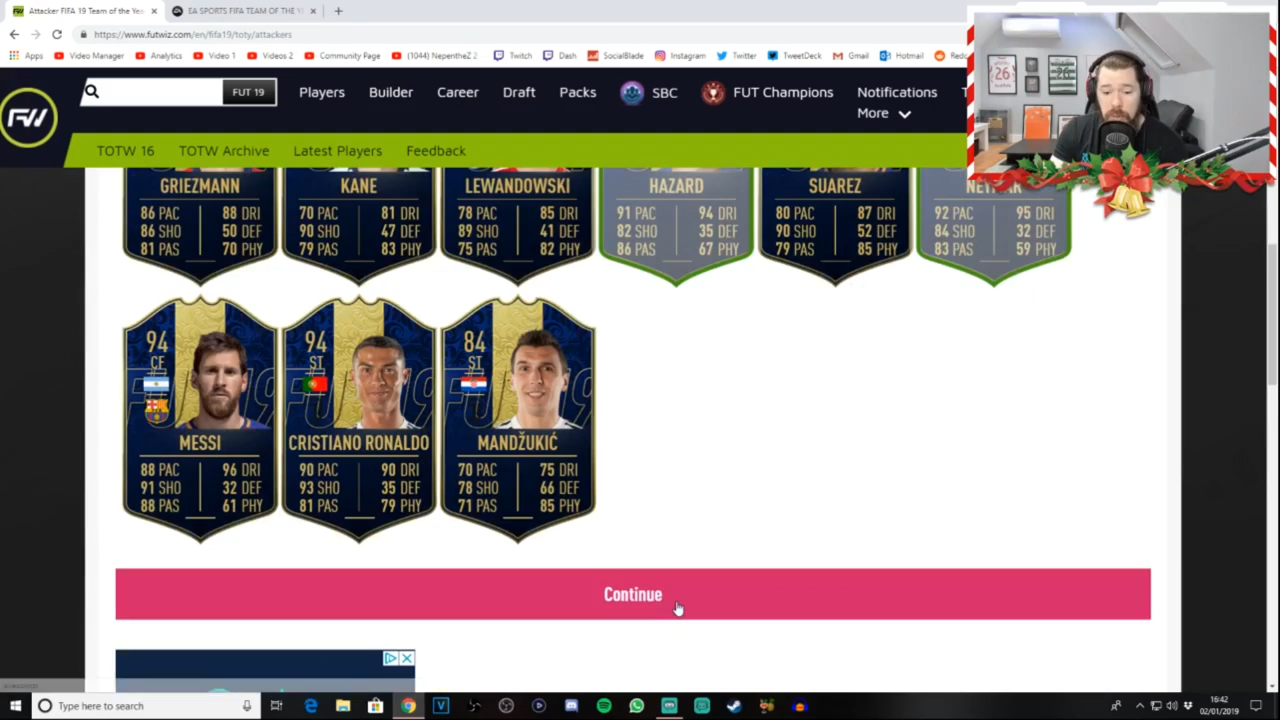 Attacker FIFA 19 Team of the Yea
EA SPORTS FIFA TEAM OF THE Y
https://www.futwiz.com/en/fifa19/toty/attackers
Apps Video Manager Analytics Video 1 Videos 2 Community Page (1044) NepentheZ 2 Twitch Dash SocialBlade Instagram Twitter TweetDeck Gmail Hotmail
FW
FUT 19
Players Builder Career Draft Packs SBC FUT Champions Notifications
More
TOTW 16 TOTW Archive Latest Players Feedback
26
26
GRIEZMANN KANE LEWANDOWSKI HAZARD SUAREZ
86 PAC 88 DRI 70 PAC 81 DRI 78 PAC 85 DRI 91 PAC 94 DRI 80 PAC 87 DRI 92 PAC 95 DRI
86 SHO 50 DEF 90 SHO 47 DEF 89 SHO 41 DEF 82 SHO 35 DEF 90 SHO 52 DEF 84 SHO 32 DEF
81 PAS 70 PHY 79 PAS 83 PHY 75 PAS 82 PHY 86 PAS 67 PHY 79 PAS 85 PHY 83 PAS 59 PHY
94 94 84
CF ST ST
MESSI CRISTIANO RONALDO MANDŽUKIĆ
88 PAC 96 DRI 90 PAC 90 DRI 70 PAC 75 DRI
91 SHO 32 DEF 93 SHO 35 DEF 78 SHO 66 DEF
88 PAS 61 PHY 81 PAS 79 PHY 71 PAS 85 PHY
Continue
Type here to search
16:42
02/01/2019